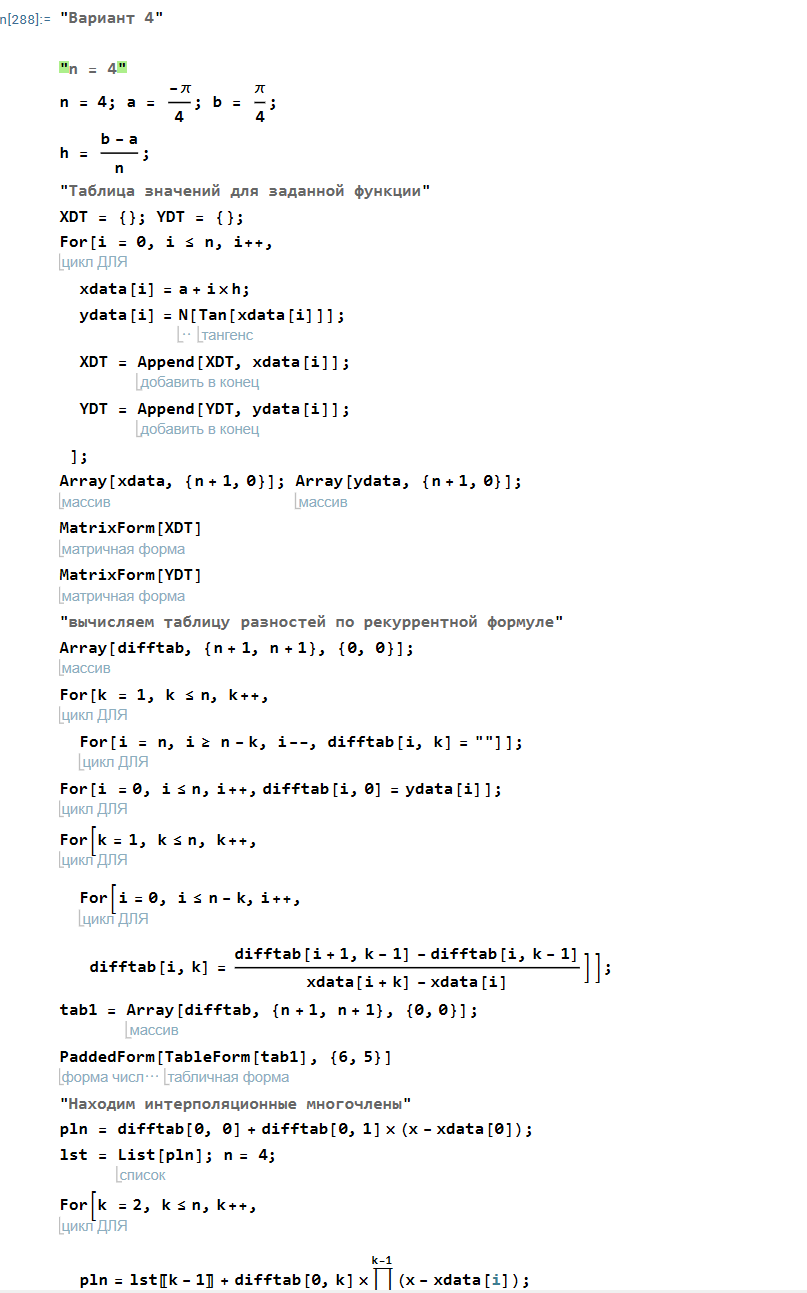 n[288]:= "Вариант 4"
"n = 4"
n = 4; a = -π/4; b = π/4;
h = (b - a)/n;
"Таблица значений для заданной функции"
XDT = {}; YDT = {};
For[i = 0, i ≤ n, i++,
цикл ДЛЯ
xdata[i] = a + i × h;
ydata[i] = N[Tan[xdata[i]]];
·· тангенс
XDT = Append[XDT, xdata[i]];
добавить в конец
YDT = Append[YDT, ydata[i]];
добавить в конец
];
Array[xdata, {n + 1, 0}]; Array[ydata, {n + 1, 0}];
массив массив
MatrixForm[XDT]
матричная форма
MatrixForm[YDT]
матричная форма
"вычисляем таблицу разностей по рекуррентной формуле"
Array[difftab, {n + 1, n + 1}, {0, 0}];
массив
For[k = 1, k ≤ n, k++,
цикл ДЛЯ
For[i = n, i ≥ n - k, i--, difftab[i, k] = ""]];
цикл ДЛЯ
For[i = 0, i ≤ n, i++, difftab[i, 0] = ydata[i]];
цикл ДЛЯ
For[k = 1, k ≤ n, k++,
цикл ДЛЯ
For[i = 0, i ≤ n - k, i++,
цикл ДЛЯ
difftab[i, k] = (difftab[i + 1, k - 1] - difftab[i, k - 1])/(xdata[i + k] - xdata[i])]];
tab1 = Array[difftab, {n + 1, n + 1}, {0, 0}];
массив
PaddedForm[TableForm[tab1], {6, 5}]
форма числ··· табличная форма
"Находим интерполяционные многочлены"
pln = difftab[0, 0] + difftab[0, 1] × (x - xdata[0]);
lst = List[pln]; n = 4;
список
For[k = 2, k ≤ n, k++,
цикл ДЛЯ
k-1
pln = lst⟦k - 1⟧ + difftab[0, k] × ∏ (x - xdata[i]);